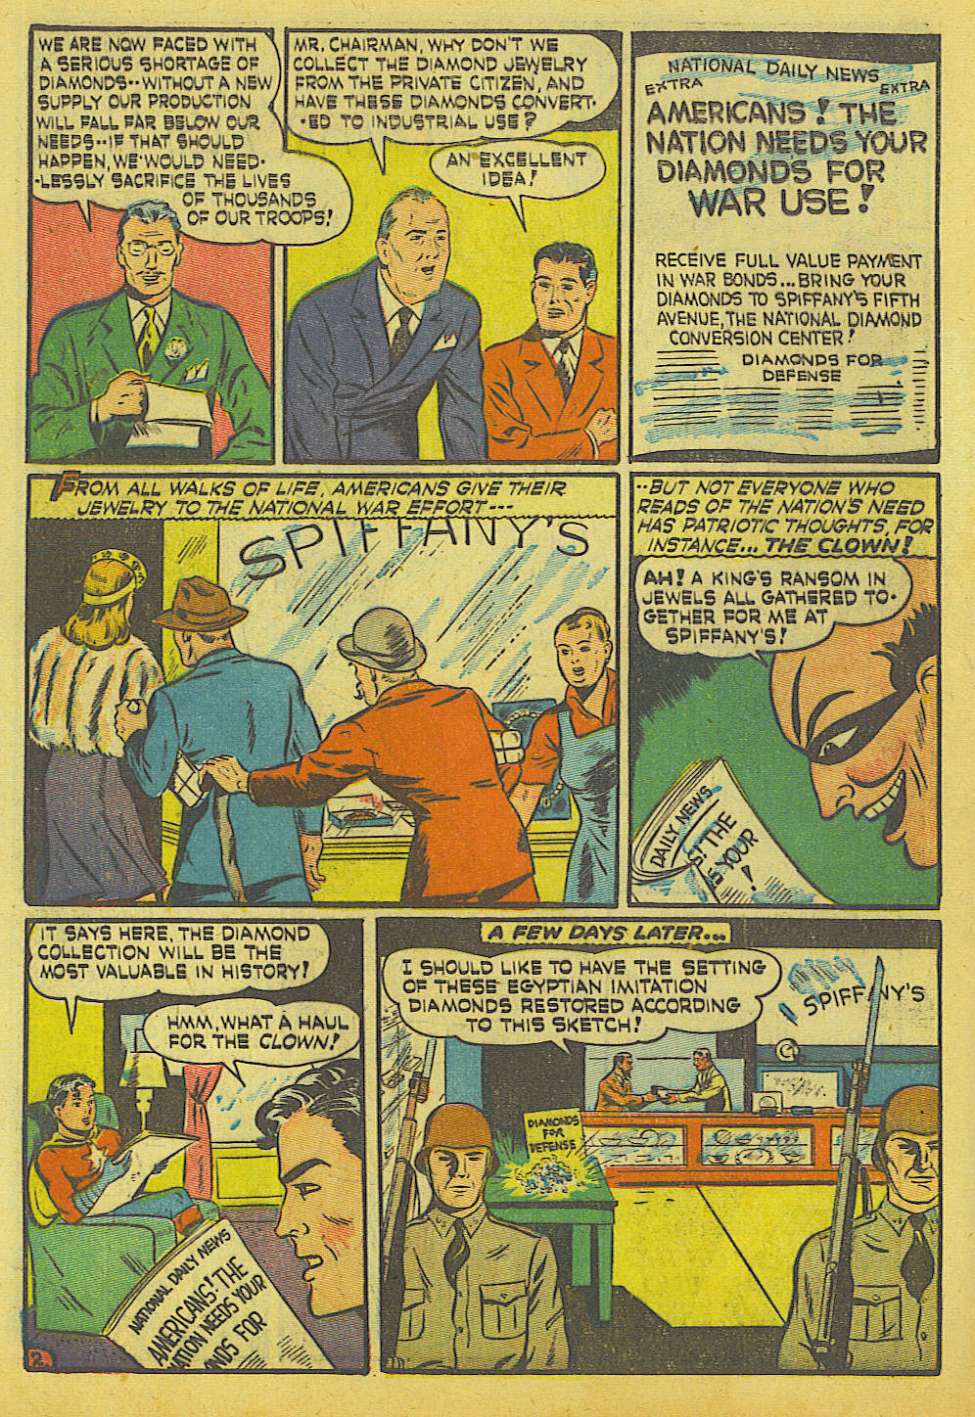 WE ARE NOW FACED WITH
A SERIOUS SHORTAGE OF
DIAMONDS--WITHOUT A NEW
SUPPLY OUR PRODUCTION
WILL FALL FAR BELOW OUR
NEEDS--IF THAT SHOULD
HAPPEN, WE WOULD NEED-
-LESSLY SACRIFICE THE LIVES
OF THOUSANDS
OF OUR TROOPS!
MR. CHAIRMAN, WHY DON'T WE
COLLECT THE DIAMOND JEWELRY
FROM THE PRIVATE CITIZEN, AND
HAVE THESE DIAMONDS CONVERT-
-ED TO INDUSTRIAL USE?
AN EXCELLENT
IDEA!
NATIONAL DAILY NEWS
EXTRA EXTRA
AMERICANS! THE
NATION NEEDS YOUR
DIAMONDS FOR
WAR USE!
RECEIVE FULL VALUE PAYMENT
IN WAR BONDS... BRING YOUR
DIAMONDS TO SPIFFANY'S FIFTH
AVENUE, THE NATIONAL DIAMOND
CONVERSION CENTER!
DIAMONDS FOR
DEFENSE
FROM ALL WALKS OF LIFE, AMERICANS GIVE THEIR
JEWELRY TO THE NATIONAL WAR EFFORT---
SPIFFANY'S
--BUT NOT EVERYONE WHO
READS OF THE NATION'S NEED
HAS PATRIOTIC THOUGHTS, FOR
INSTANCE... THE CLOWN!
AH! A KING'S RANSOM IN
JEWELS ALL GATHERED TO-
GETHER FOR ME AT
SPIFFANY'S!
DAILY NEWS
S! THE
S YOUR
!
IT SAYS HERE, THE DIAMOND
COLLECTION WILL BE THE
MOST VALUABLE IN HISTORY!
HMM, WHAT A HAUL
FOR THE CLOWN!
NATIONAL DAILY NEWS
AMERICANS! THE
NATION NEEDS YOUR
ONDS FOR
2
A FEW DAYS LATER...
I SHOULD LIKE TO HAVE THE SETTING
OF THESE EGYPTIAN IMITATION
DIAMONDS RESTORED ACCORDING
TO THIS SKETCH!
SPIFFANY'S
DIAMONDS
FOR
DEFENSE